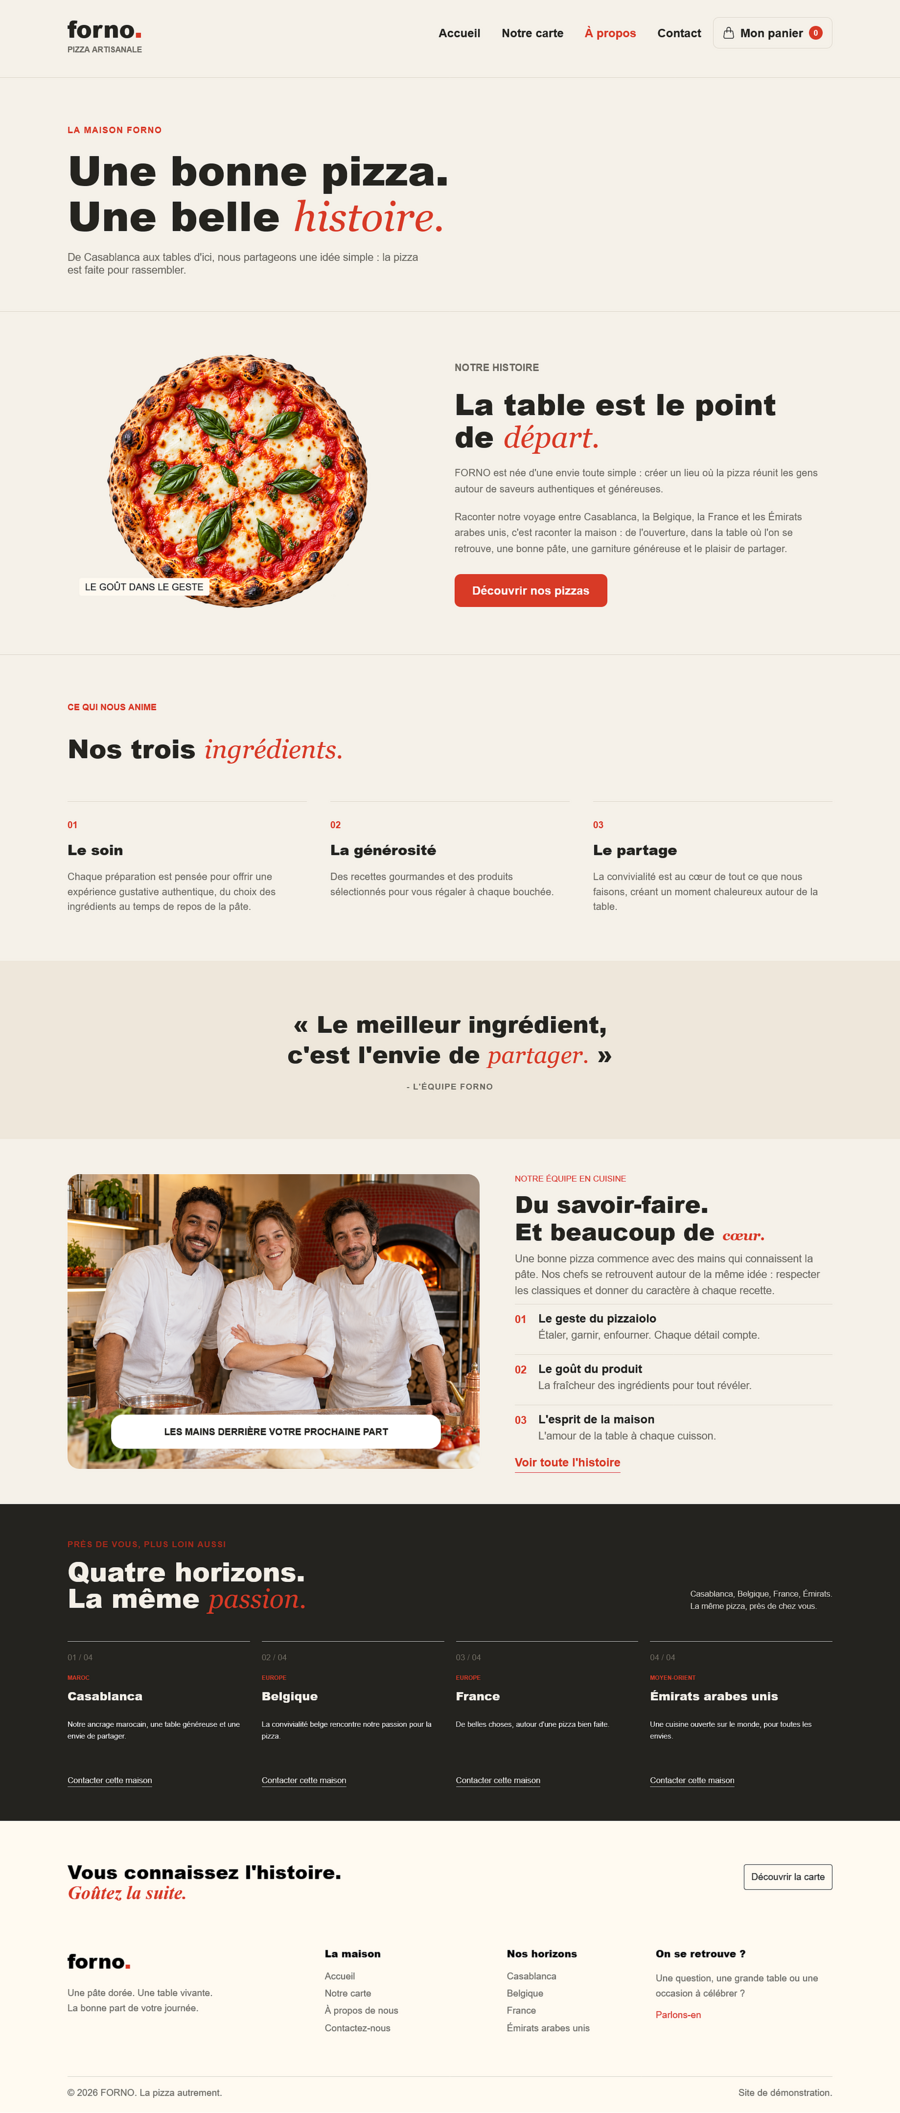 forno.
PIZZA ARTISANALE
Accueil
Notre carte
À propos
Contact
Mon panier 0
LA MAISON FORNO
Une bonne pizza.
Une belle histoire.
De Casablanca aux tables d'ici, nous partageons une idée simple : la pizza
est faite pour rassembler.
LE GOÛT DANS LE GESTE
NOTRE HISTOIRE
La table est le point
de départ.
FORNO est née d'une envie toute simple : créer un lieu où la pizza réunit les gens
autour de saveurs authentiques et généreuses.
Raconter notre voyage entre Casablanca, la Belgique, la France et les Émirats
arabes unis, c'est raconter la maison : de l'ouverture, dans la table où l'on se
retrouve, une bonne pâte, une garniture généreuse et le plaisir de partager.
Découvrir nos pizzas
CE QUI NOUS ANIME
Nos trois ingrédients.
01
Le soin
Chaque préparation est pensée pour offrir une
expérience gustative authentique, du choix des
ingrédients au temps de repos de la pâte.
02
La générosité
Des recettes gourmandes et des produits
sélectionnés pour vous régaler à chaque bouchée.
03
Le partage
La convivialité est au cœur de tout ce que nous
faisons, créant un moment chaleureux autour de la
table.
« Le meilleur ingrédient,
c'est l'envie de partager. »
- L'ÉQUIPE FORNO
LES MAINS DERRIÈRE VOTRE PROCHAINE PART
NOTRE ÉQUIPE EN CUISINE
Du savoir-faire.
Et beaucoup de cœur.
Une bonne pizza commence avec des mains qui connaissent la
pâte. Nos chefs se retrouvent autour de la même idée : respecter
les classiques et donner du caractère à chaque recette.
01 Le geste du pizzaiolo
Étaler, garnir, enfourner. Chaque détail compte.
02 Le goût du produit
La fraîcheur des ingrédients pour tout révéler.
03 L'esprit de la maison
L'amour de la table à chaque cuisson.
Voir toute l'histoire
PRÈS DE VOUS, PLUS LOIN AUSSI
Quatre horizons.
La même passion.
Casablanca, Belgique, France, Émirats.
La même pizza, près de chez vous.
01 / 04
MAROC
Casablanca
Notre ancrage marocain, une table généreuse et une
envie de partager.
Contacter cette maison
02 / 04
EUROPE
Belgique
La convivialité belge rencontre notre passion pour la
pizza.
Contacter cette maison
03 / 04
EUROPE
France
De belles choses, autour d'une pizza bien faite.
Contacter cette maison
04 / 04
MOYEN-ORIENT
Émirats arabes unis
Une cuisine ouverte sur le monde, pour toutes les
envies.
Contacter cette maison
Vous connaissez l'histoire.
Goûtez la suite.
Découvrir la carte
forno.
Une pâte dorée. Une table vivante.
La bonne part de votre journée.
La maison
Accueil
Notre carte
À propos de nous
Contactez-nous
Nos horizons
Casablanca
Belgique
France
Émirats arabes unis
On se retrouve ?
Une question, une grande table ou une
occasion à célébrer ?
Parlons-en
© 2026 FORNO. La pizza autrement.
Site de démonstration.